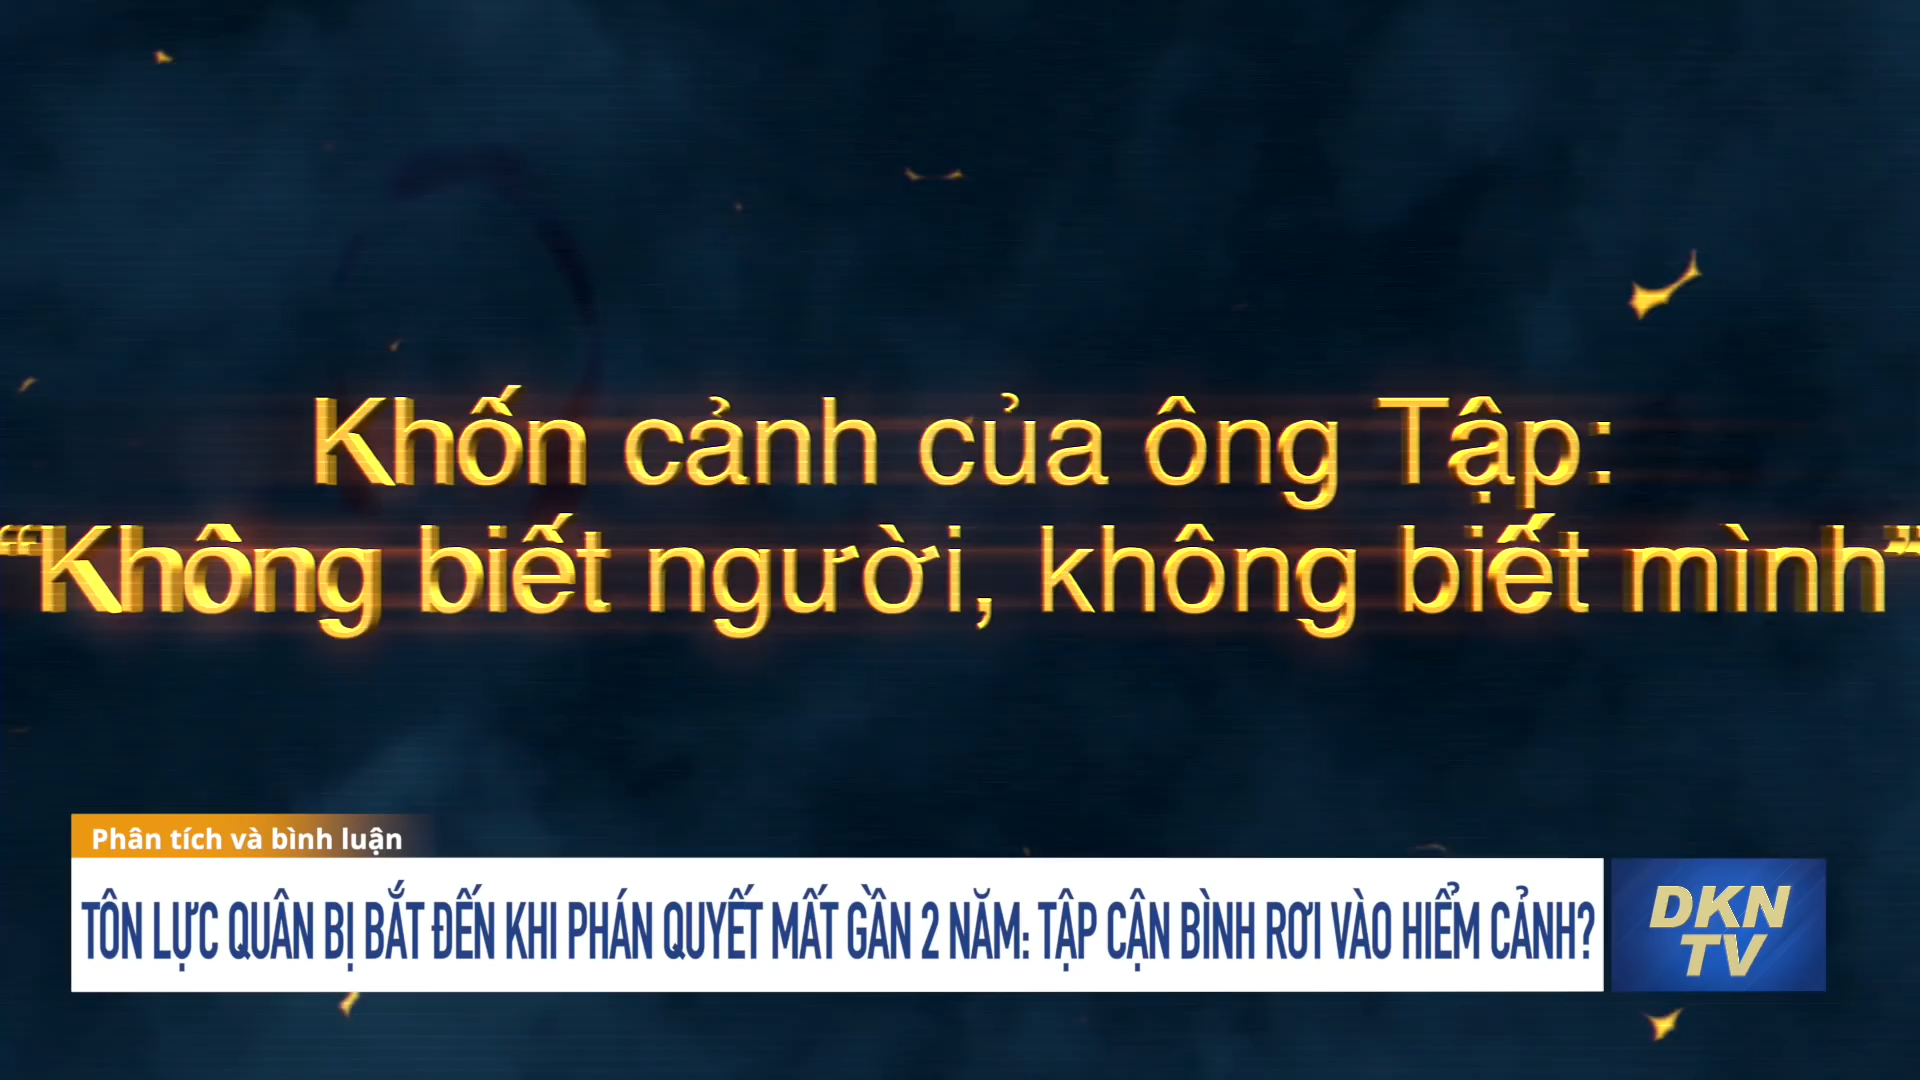 Khốn cảnh của ông Tập:
“Không biết người, không biết mình”
Phân tích và bình luận
TÔN LỰC QUÂN BỊ BẮT ĐẾN KHI PHÁN QUYẾT MẤT GẦN 2 NĂM: TẬP CẬN BÌNH RƠI VÀO HIỂM CẢNH?
DKN
TV